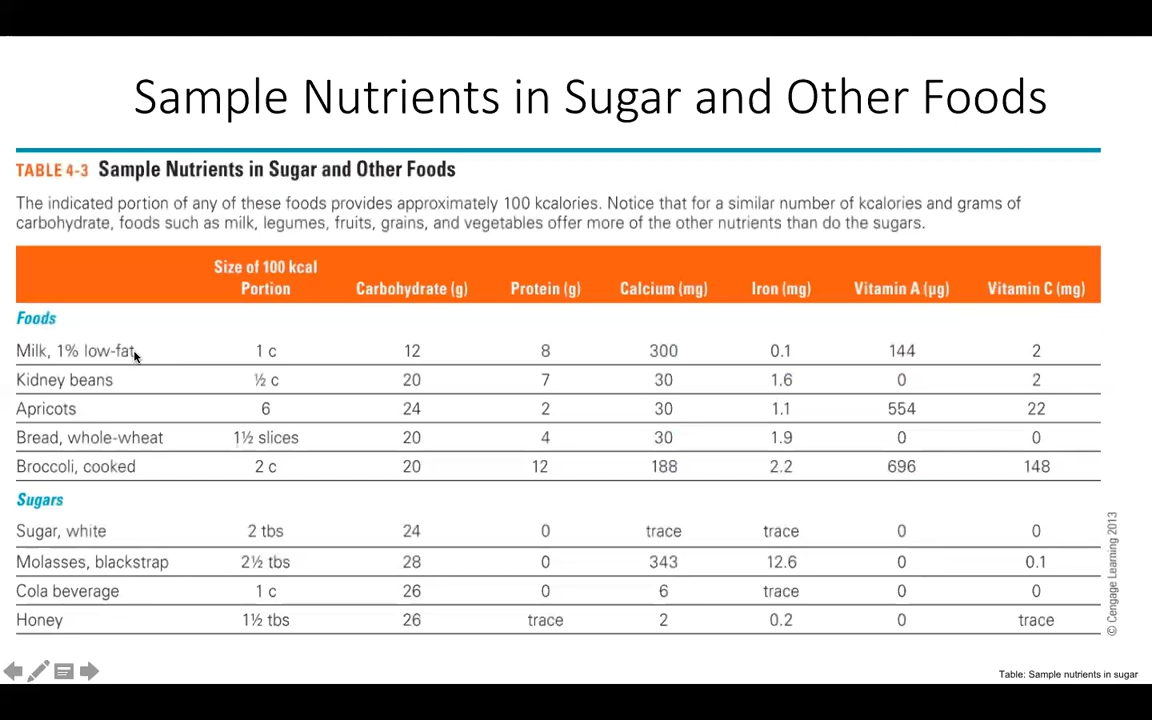 Sample Nutrients in Sugar and Other Foods
TABLE 4-3 Sample Nutrients in Sugar and Other Foods
The indicated portion of any of these foods provides approximately 100 kcalories. Notice that for a similar number of kcalories and grams of
carbohydrate, foods such as milk, legumes, fruits, grains, and vegetables offer more of the other nutrients than do the sugars.
Size of 100 kcal
Portion Carbohydrate (g) Protein (g) Calcium (mg) Iron (mg) Vitamin A (µg) Vitamin C (mg)
Foods
Milk, 1% low-fat 1 c 12 8 300 0.1 144 2
Kidney beans ½ c 20 7 30 1.6 0 2
Apricots 6 24 2 30 1.1 554 22
Bread, whole-wheat 1½ slices 20 4 30 1.9 0 0
Broccoli, cooked 2 c 20 12 188 2.2 696 148
Sugars
Sugar, white 2 tbs 24 0 trace trace 0 0
Molasses, blackstrap 2½ tbs 28 0 343 12.6 0 0.1
Cola beverage 1 c 26 0 6 trace 0 0
Honey 1½ tbs 26 trace 2 0.2 0 trace
© Cengage Learning 2013
Table: Sample nutrients in sugar